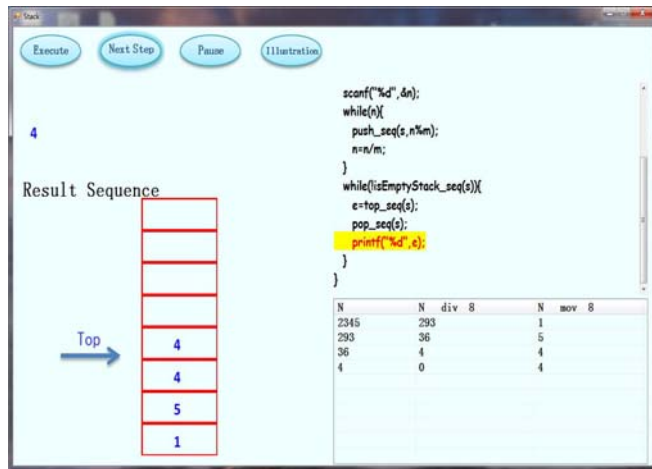 Stack
Execute
Next Step
Pause
Illustration
4
Result Sequence
Top
4
4
5
1
scanf("%d",&n);
while(n){
push_seq(s,n%m);
n=n/m;
}
while(!isEmptyStack_seq(s)){
e=top_seq(s);
pop_seq(s);
printf("%d",e);
}
}
N N div 8 N mov 8
2345 293 1
293 36 5
36 4 4
4 0 4